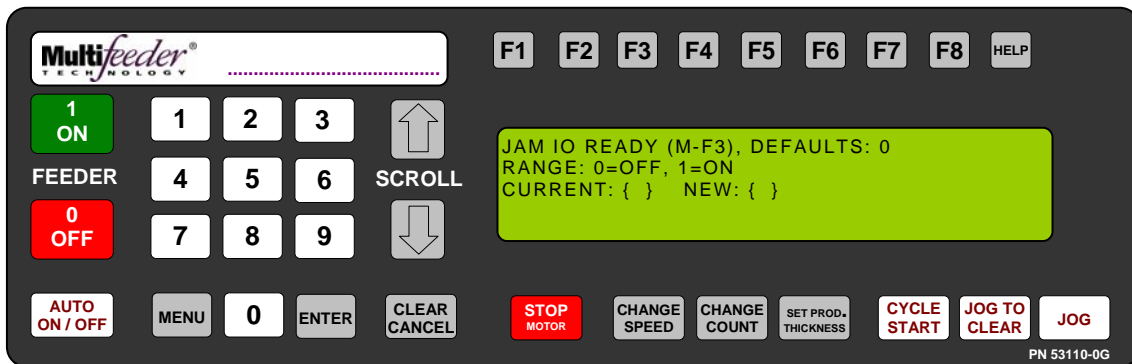 Multifeeder®
TECHNOLOGY
F1 F2 F3 F4 F5 F6 F7 F8 HELP
1
ON
FEEDER
0
OFF
1 2 3
4 5 6
7 8 9
SCROLL
JAM IO READY (M-F3), DEFAULTS: 0
RANGE: 0=OFF, 1=ON
CURRENT: { } NEW: { }
AUTO
ON / OFF
MENU
0
ENTER
CLEAR
CANCEL
STOP
MOTOR
CHANGE
SPEED
CHANGE
COUNT
SET PROD.
THICKNESS
CYCLE
START
JOG TO
CLEAR
JOG
PN 53110-0G